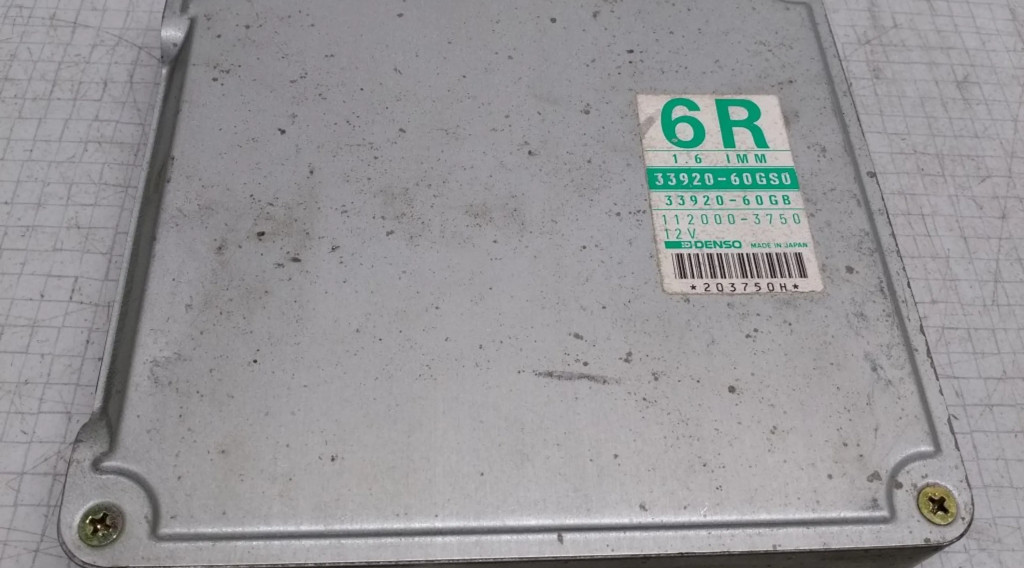 6R
1.6 IMM
33920-60GS0
33920-60GB
112000-3750
12V
DENSO MADE IN JAPAN
*203750H*